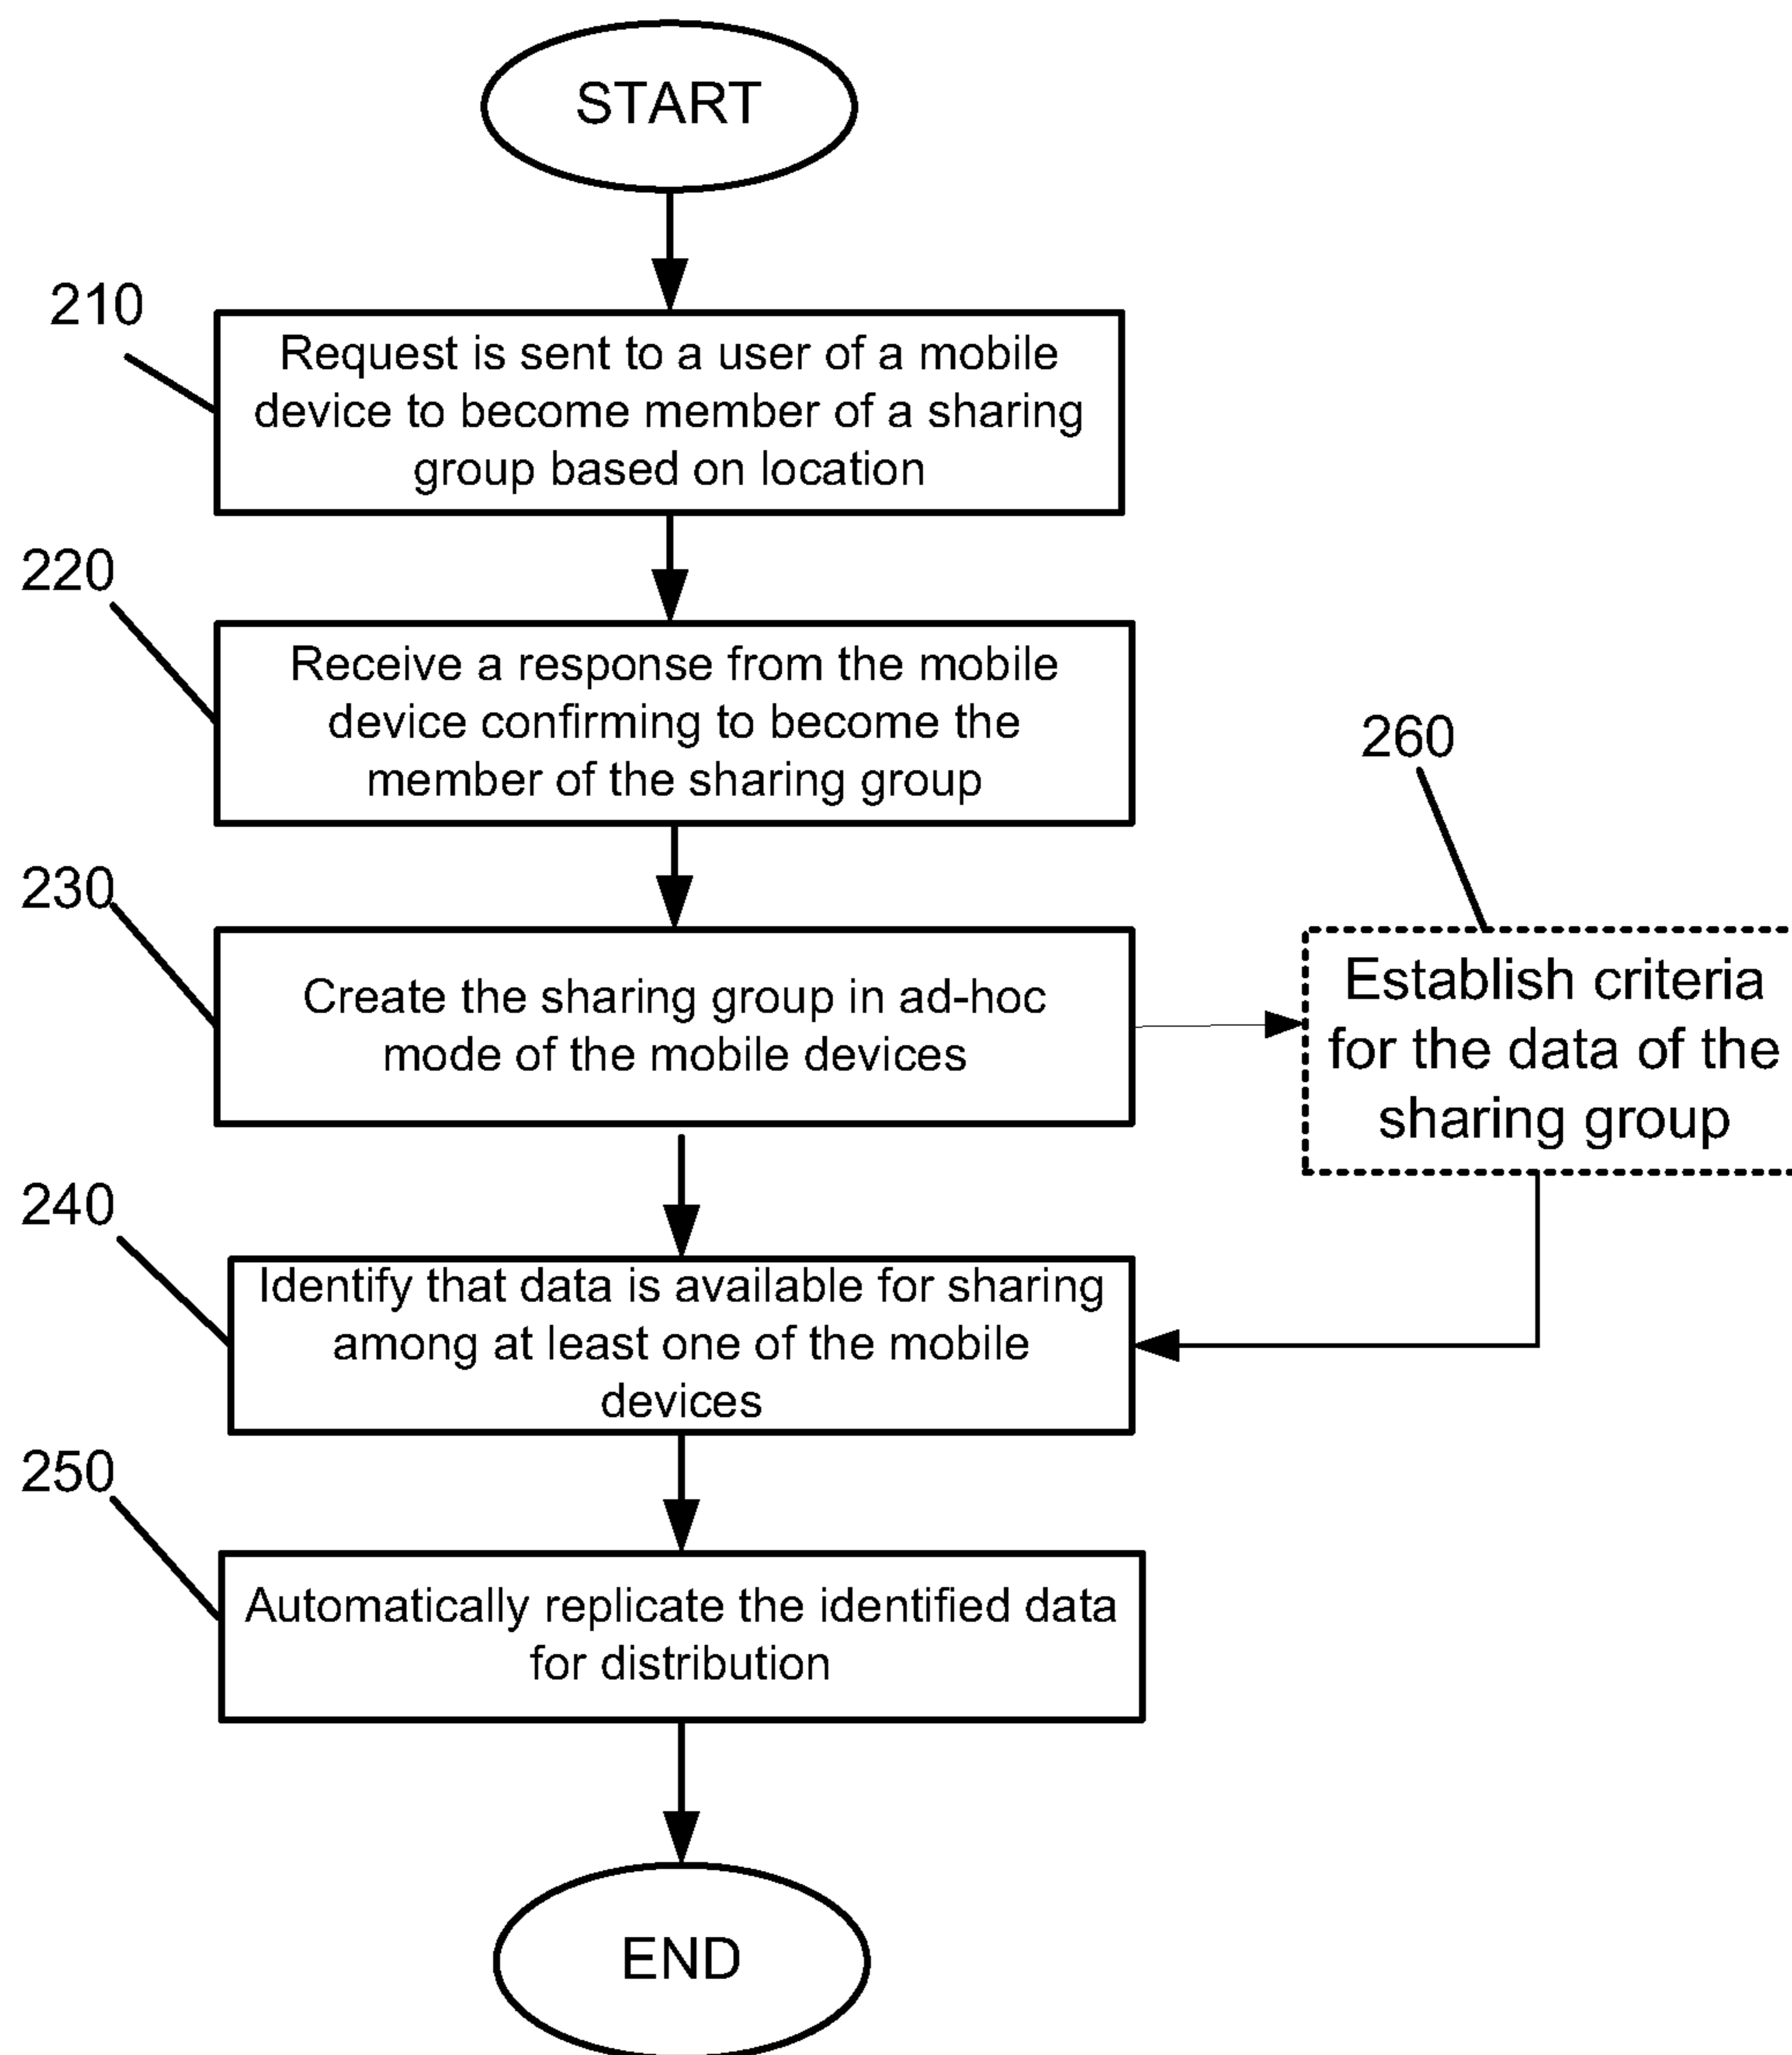 START
210
Request is sent to a user of a mobile
device to become member of a sharing
group based on location
220
Receive a response from the mobile
device confirming to become the
member of the sharing group
230
Create the sharing group in ad-hoc
mode of the mobile devices
260
Establish criteria
for the data of the
sharing group
240
Identify that data is available for sharing
among at least one of the mobile
devices
250
Automatically replicate the identified data
for distribution
END